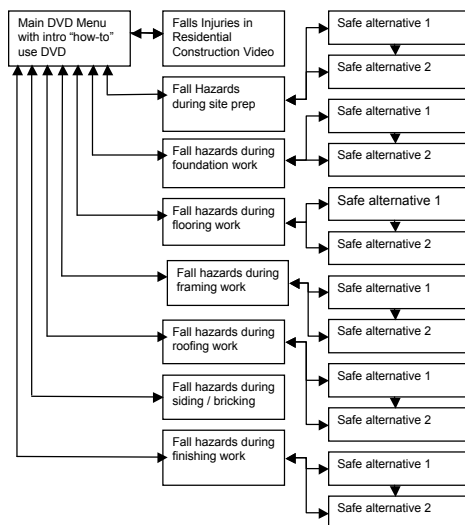 Main DVD Menu
with intro “how-to”
use DVD
Falls Injuries in
Residential
Construction Video
Safe alternative 1
Safe alternative 2
Fall Hazards
during site prep
Safe alternative 1
Safe alternative 2
Fall hazards during
foundation work
Safe alternative 1
Safe alternative 2
Fall hazards during
flooring work
Safe alternative 1
Safe alternative 2
Fall hazards during
framing work
Safe alternative 1
Safe alternative 2
Fall hazards during
roofing work
Fall hazards during
siding / bricking
Safe alternative 1
Safe alternative 2
Fall hazards during
finishing work